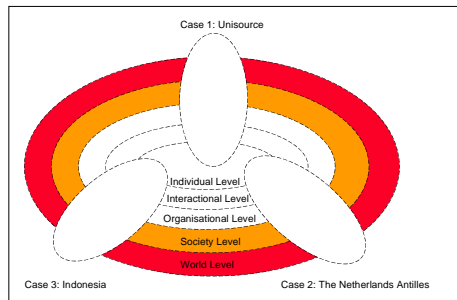 Case 1: Unisource
Individual Level
Interactional Level
Organisational Level
Society Level
World Level
Case 3: Indonesia
Case 2: The Netherlands Antilles